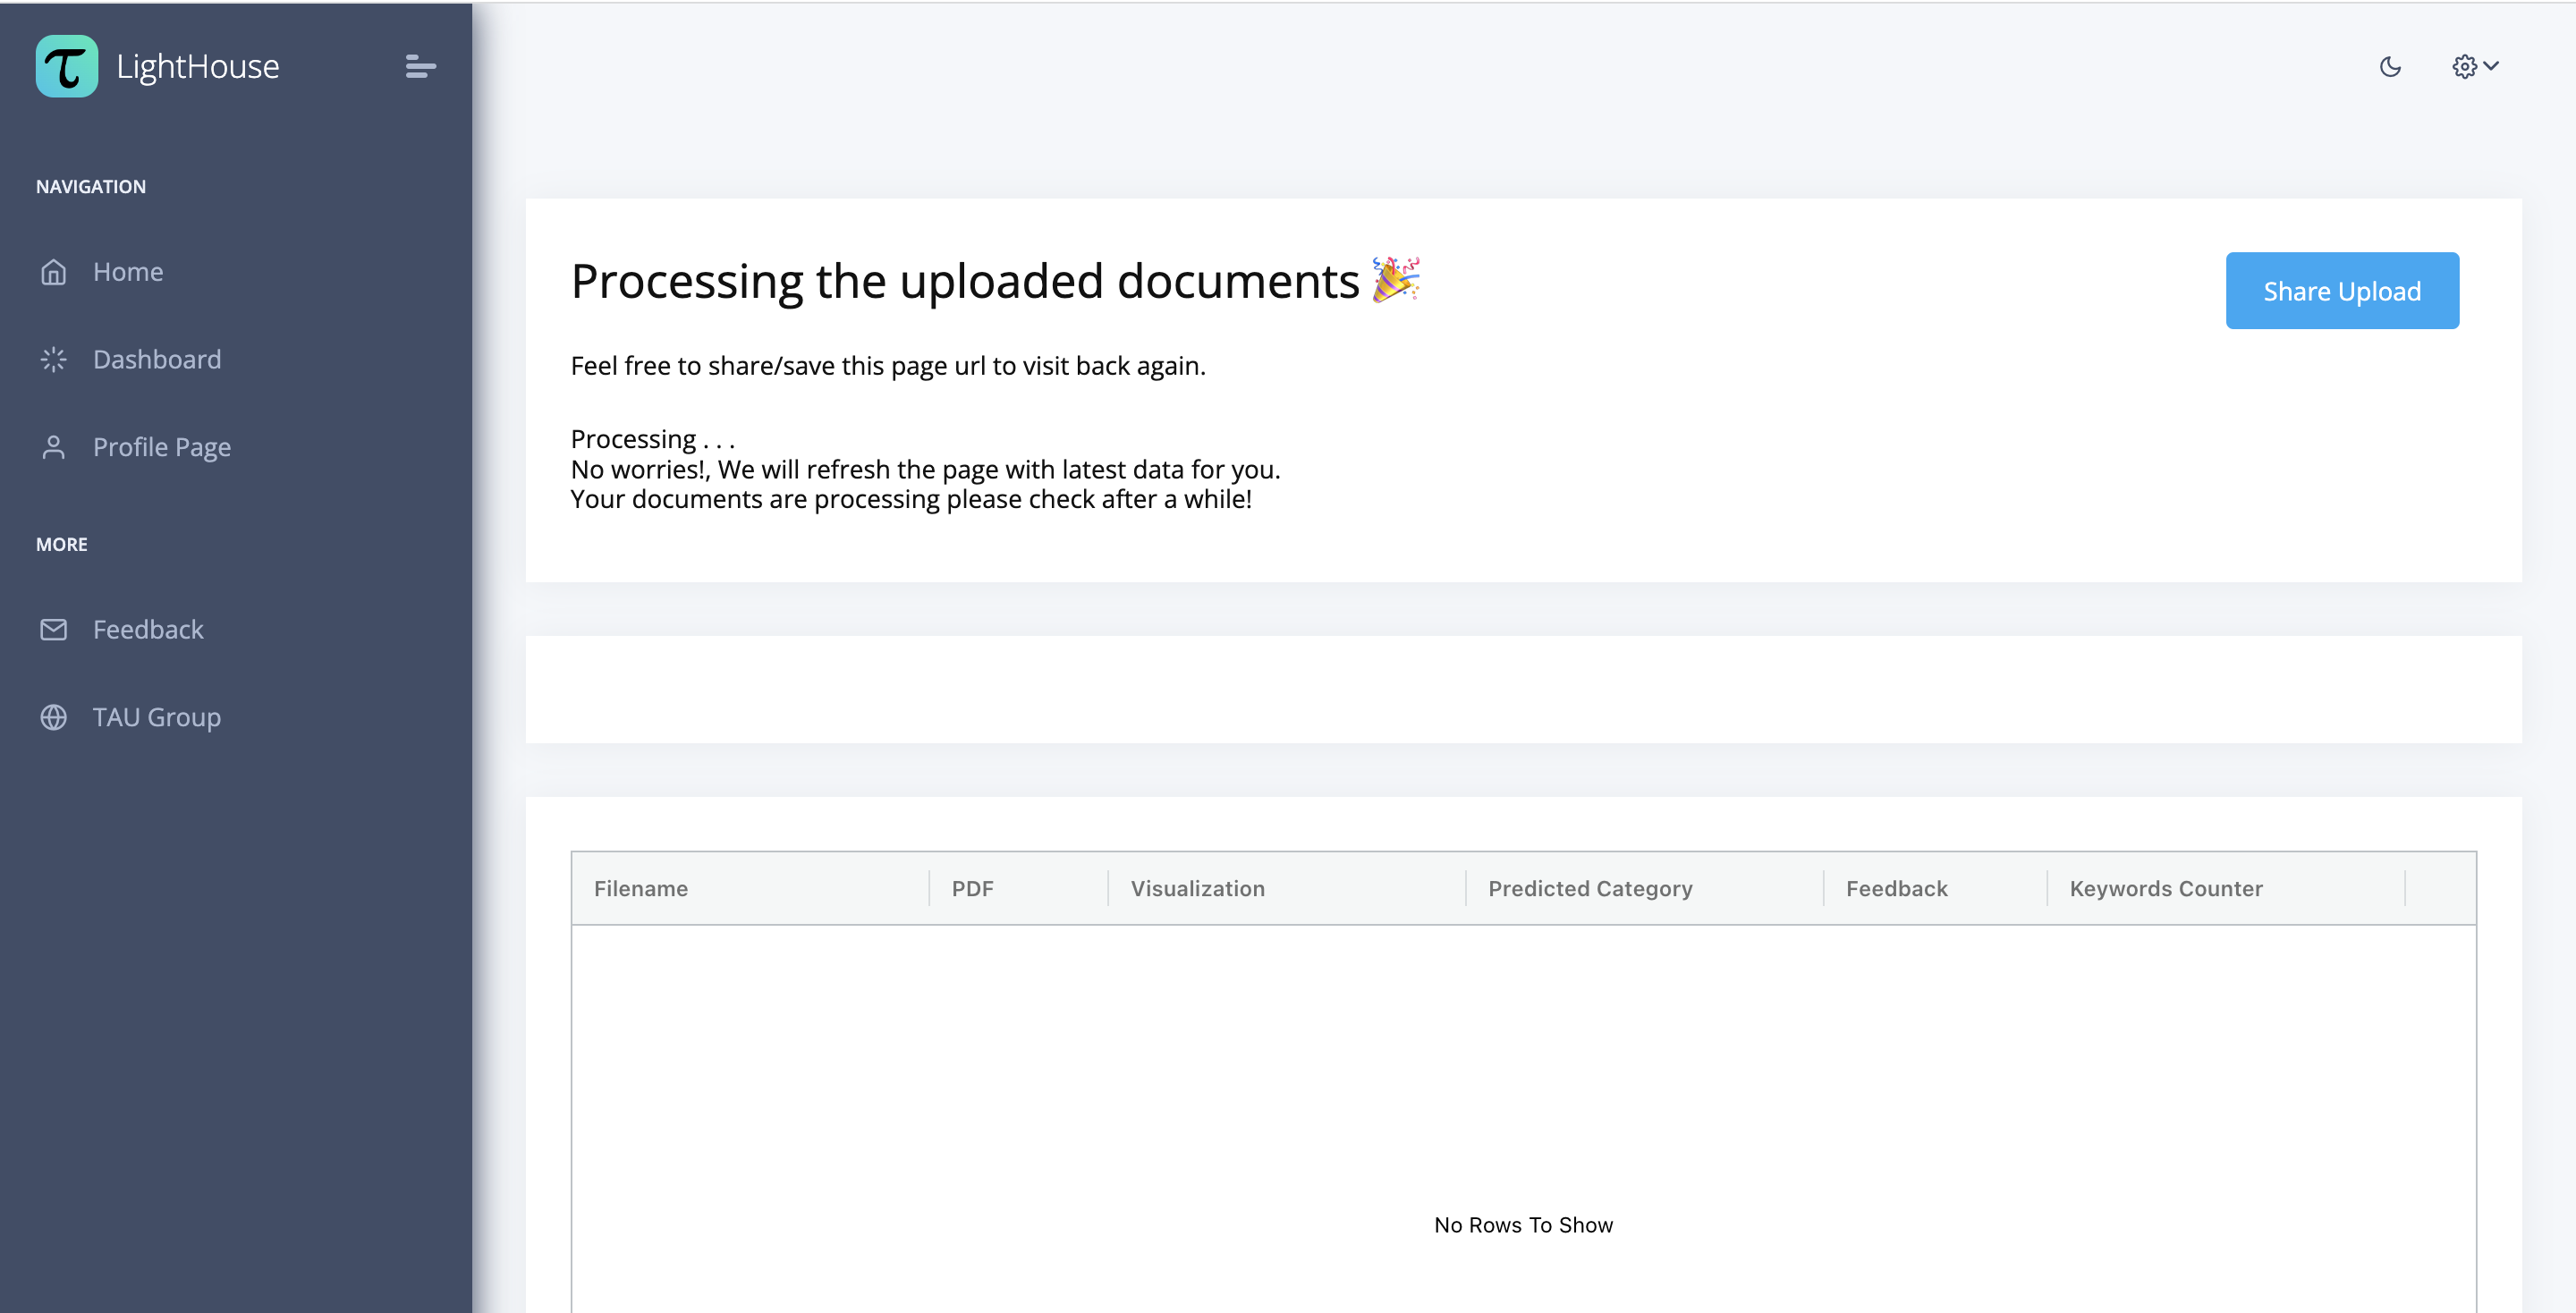 τ LightHouse
NAVIGATION
Home
Dashboard
Profile Page
MORE
Feedback
TAU Group
Processing the uploaded documents 🎉
Share Upload
Feel free to share/save this page url to visit back again.
Processing . . .
No worries!, We will refresh the page with latest data for you.
Your documents are processing please check after a while!
Filename PDF Visualization Predicted Category Feedback Keywords Counter
No Rows To Show